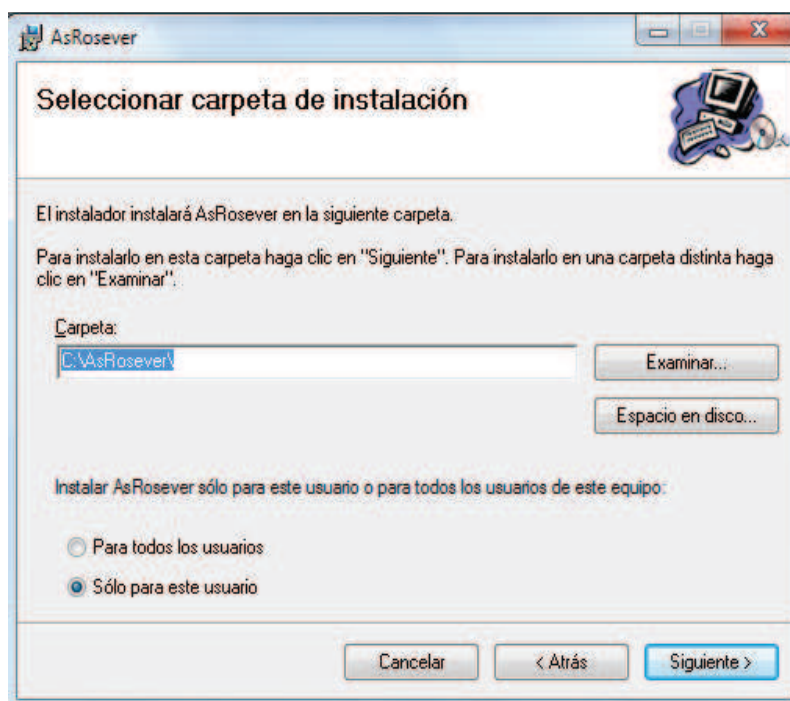 AsRosever
Seleccionar carpeta de instalación
El instalador instalará AsRosever en la siguiente carpeta.
Para instalarlo en esta carpeta haga clic en "Siguiente". Para instalarlo en una carpeta distinta haga
clic en "Examinar".
Carpeta:
C:\AsRosever\
Examinar...
Espacio en disco...
Instalar AsRosever sólo para este usuario o para todos los usuarios de este equipo:
Para todos los usuarios
Sólo para este usuario
Cancelar
< Atrás
Siguiente >